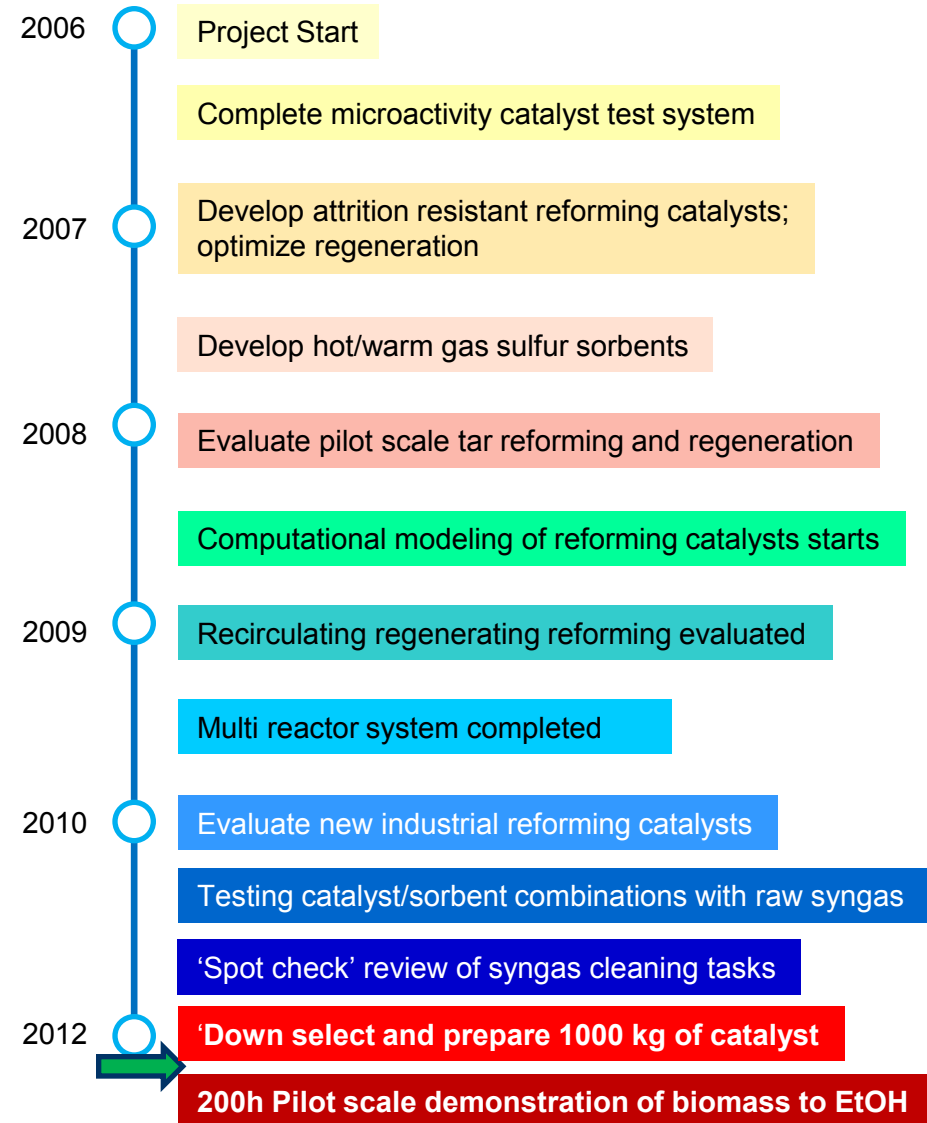 2006
Project Start
Complete microactivity catalyst test system
2007
Develop attrition resistant reforming catalysts;
optimize regeneration
Develop hot/warm gas sulfur sorbents
2008
Evaluate pilot scale tar reforming and regeneration
Computational modeling of reforming catalysts starts
2009
Recirculating regenerating reforming evaluated
Multi reactor system completed
2010
Evaluate new industrial reforming catalysts
Testing catalyst/sorbent combinations with raw syngas
‘Spot check’ review of syngas cleaning tasks
2012
‘Down select and prepare 1000 kg of catalyst
200h Pilot scale demonstration of biomass to EtOH